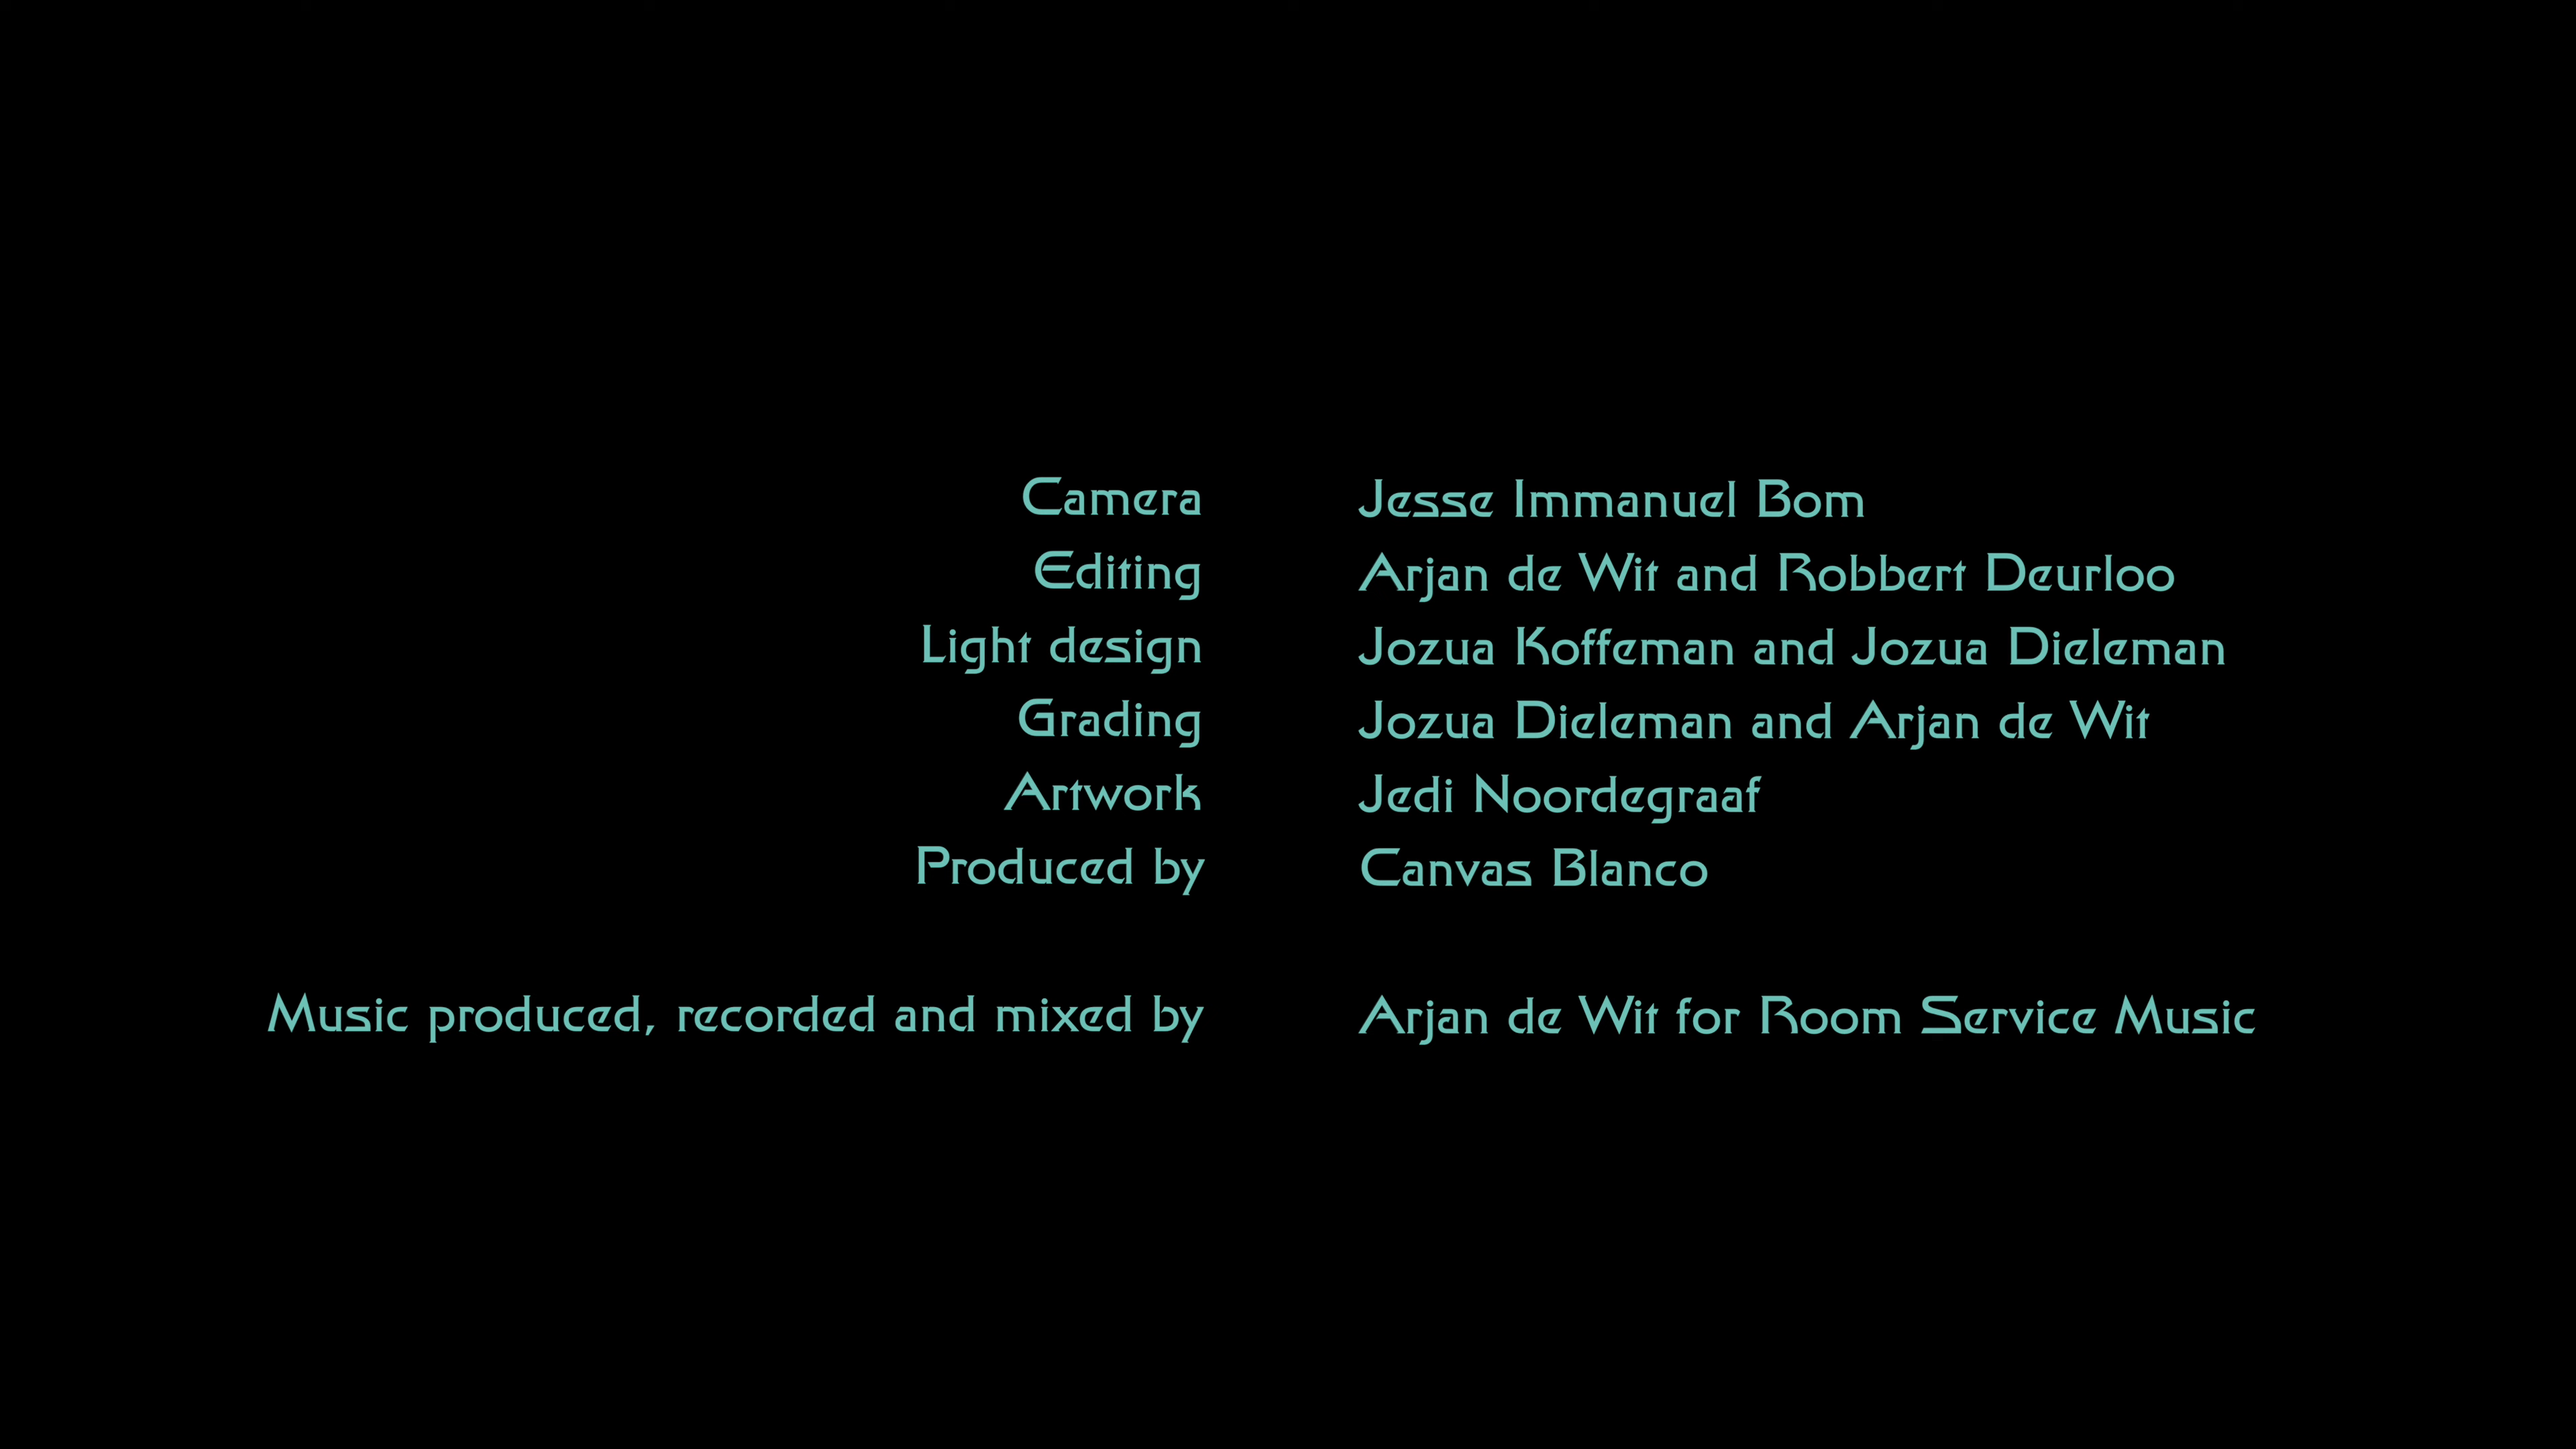 Camera Jesse Immanuel Bom
Editing Arjan de Wit and Robbert Deurloo
Light design Jozua Koffeman and Jozua Dieleman
Grading Jozua Dieleman and Arjan de Wit
Artwork Jedi Noordegraaf
Produced by Canvas Blanco
Music produced, recorded and mixed by Arjan de Wit for Room Service Music